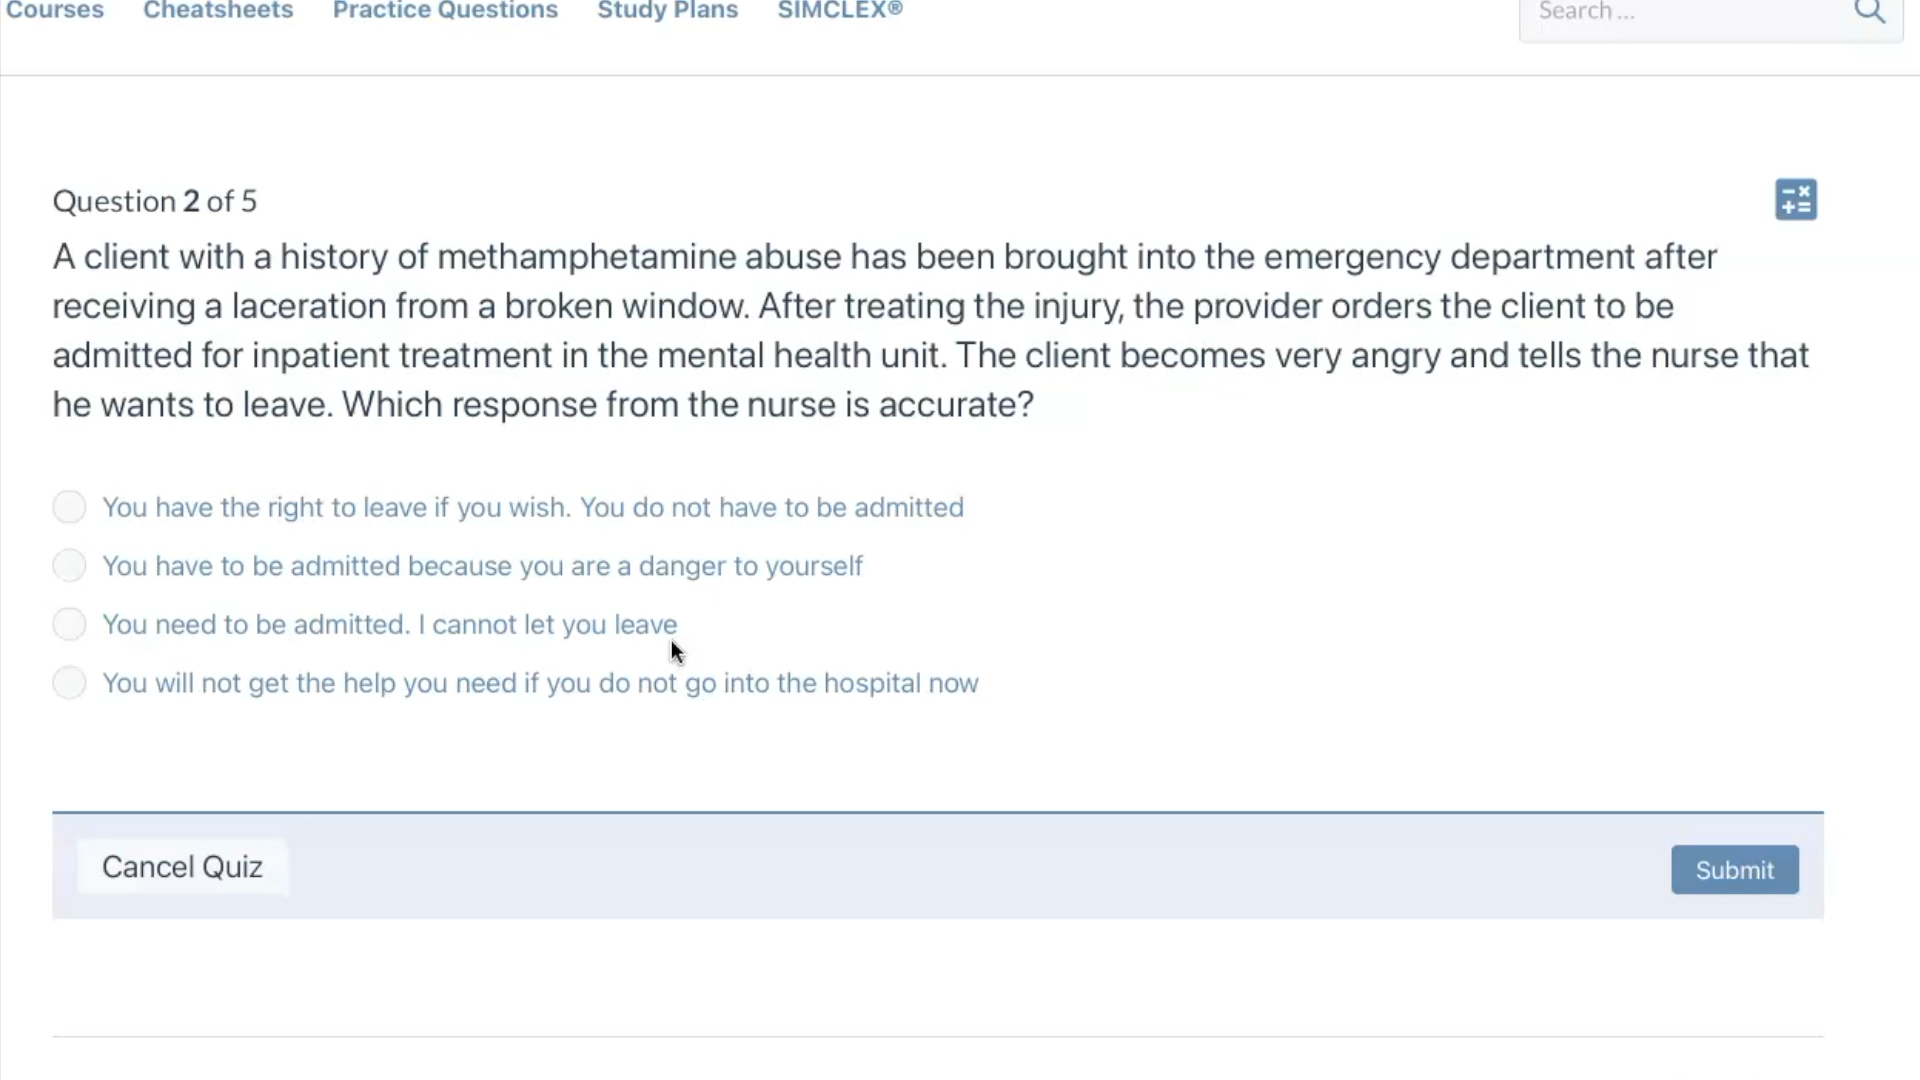 Courses Cheatsheets Practice Questions Study Plans SIMCLEX®
Search ...
Question 2 of 5
A client with a history of methamphetamine abuse has been brought into the emergency department after
receiving a laceration from a broken window. After treating the injury, the provider orders the client to be
admitted for inpatient treatment in the mental health unit. The client becomes very angry and tells the nurse that
he wants to leave. Which response from the nurse is accurate?
You have the right to leave if you wish. You do not have to be admitted
You have to be admitted because you are a danger to yourself
You need to be admitted. I cannot let you leave
You will not get the help you need if you do not go into the hospital now
Cancel Quiz
Submit